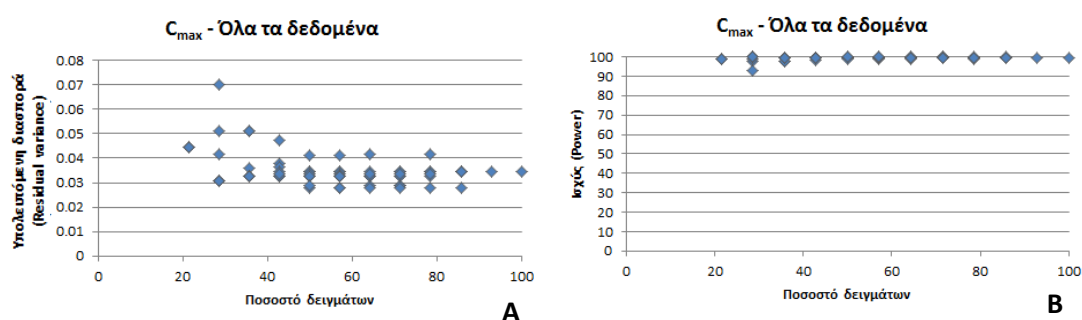 C_max - Όλα τα δεδομένα
Υπολειπόμενη διασπορά
(Residual variance)
0.08
0.07
0.06
0.05
0.04
0.03
0.02
0.01
0
0 20 40 60 80 100
Ποσοστό δειγμάτων
A
C_max - Όλα τα δεδομένα
Ισχύς (Power)
100
90
80
70
60
50
40
30
20
10
0
0 20 40 60 80 100
Ποσοστό δειγμάτων
B